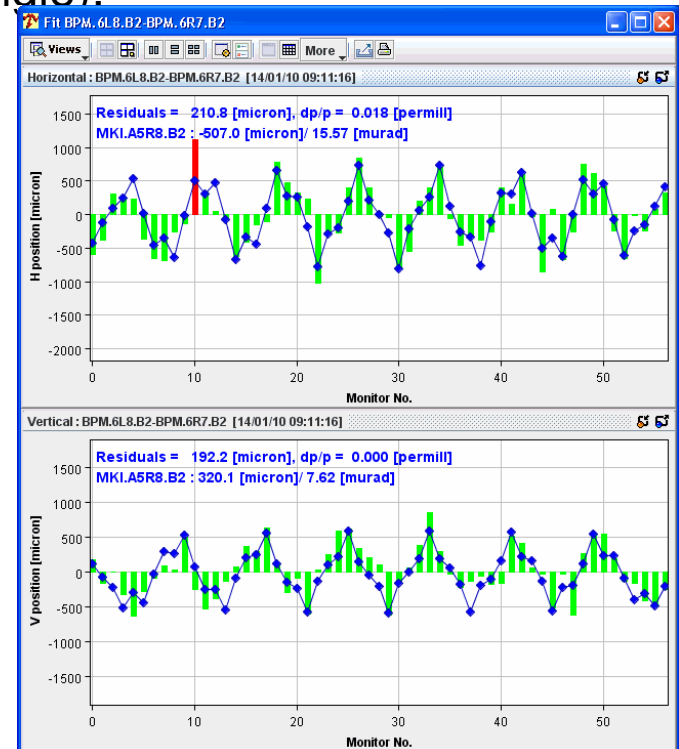 Fit BPM.6L8.B2-BPM.6R7.B2
Views More
Horizontal : BPM.6L8.B2-BPM.6R7.B2 [14/01/10 09:11:16]
Residuals = 210.8 [micron], dp/p = 0.018 [permill]
MKI.A5R8.B2 : -507.0 [micron]/ 15.57 [murad]
H position [micron]
1500
1000
500
0
-500
-1000
-1500
-2000
0 10 20 30 40 50
Monitor No.
Vertical : BPM.6L8.B2-BPM.6R7.B2 [14/01/10 09:11:16]
Residuals = 192.2 [micron], dp/p = 0.000 [permill]
MKI.A5R8.B2 : 320.1 [micron]/ 7.62 [murad]
V position [micron]
1500
1000
500
0
-500
-1000
-1500
0 10 20 30 40 50
Monitor No.